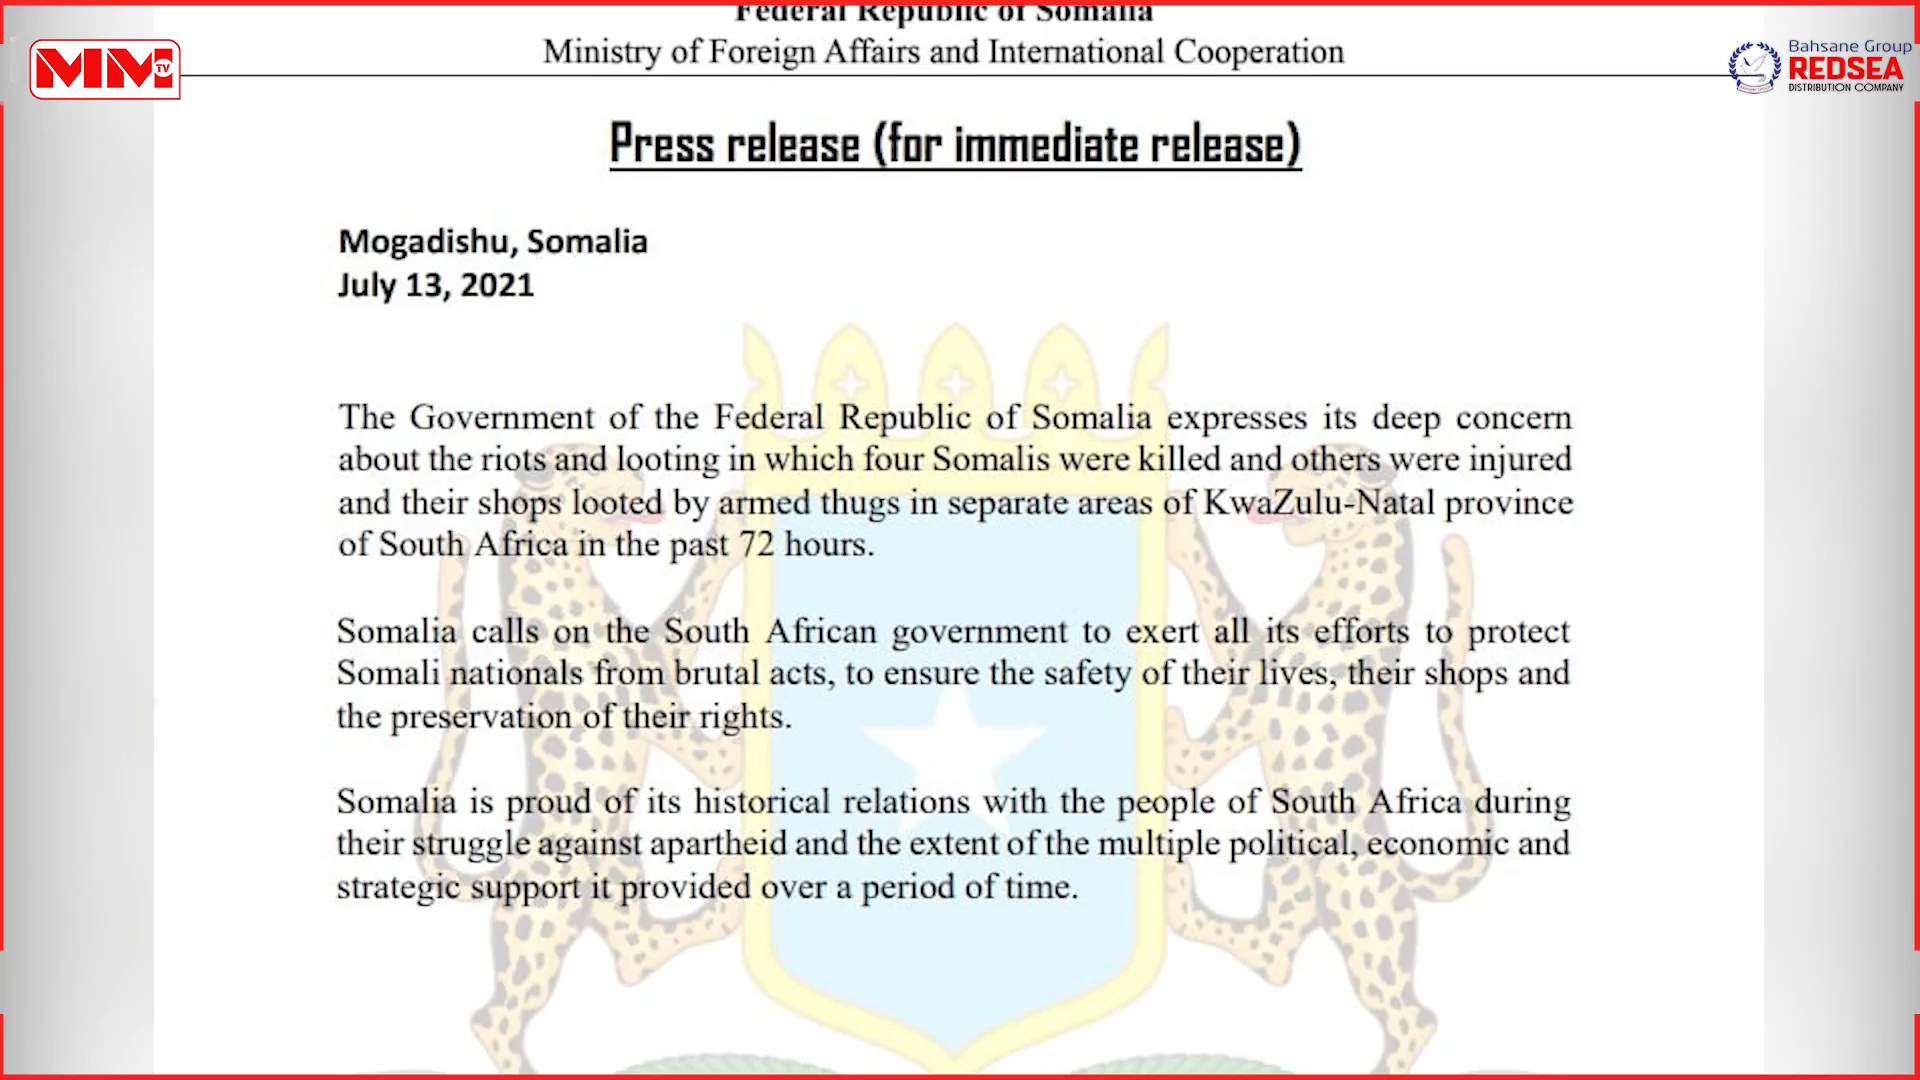 Federal Republic of Somalia
Ministry of Foreign Affairs and International Cooperation
MM TV
Bahsane Group
REDSEA
DISTRIBUTION COMPANY
Press release (for immediate release)
Mogadishu, Somalia
July 13, 2021
The Government of the Federal Republic of Somalia expresses its deep concern
about the riots and looting in which four Somalis were killed and others were injured
and their shops looted by armed thugs in separate areas of KwaZulu-Natal province
of South Africa in the past 72 hours.
Somalia calls on the South African government to exert all its efforts to protect
Somali nationals from brutal acts, to ensure the safety of their lives, their shops and
the preservation of their rights.
Somalia is proud of its historical relations with the people of South Africa during
their struggle against apartheid and the extent of the multiple political, economic and
strategic support it provided over a period of time.